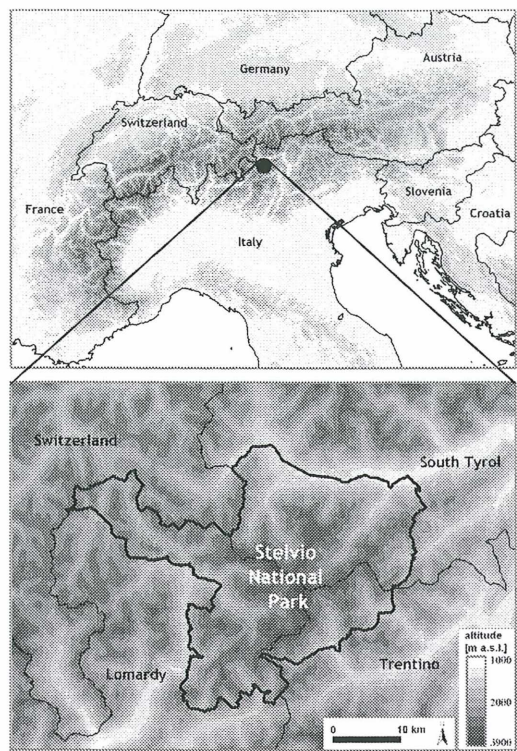 Germany
Austria
Switzerland
France
Slovenia
Croatia
Italy
Switzerland
South Tyrol
Stelvio
National
Park
Lomardy
Trentino
altitude
[m a.s.l.]
1000
2000
3900
0 10 km